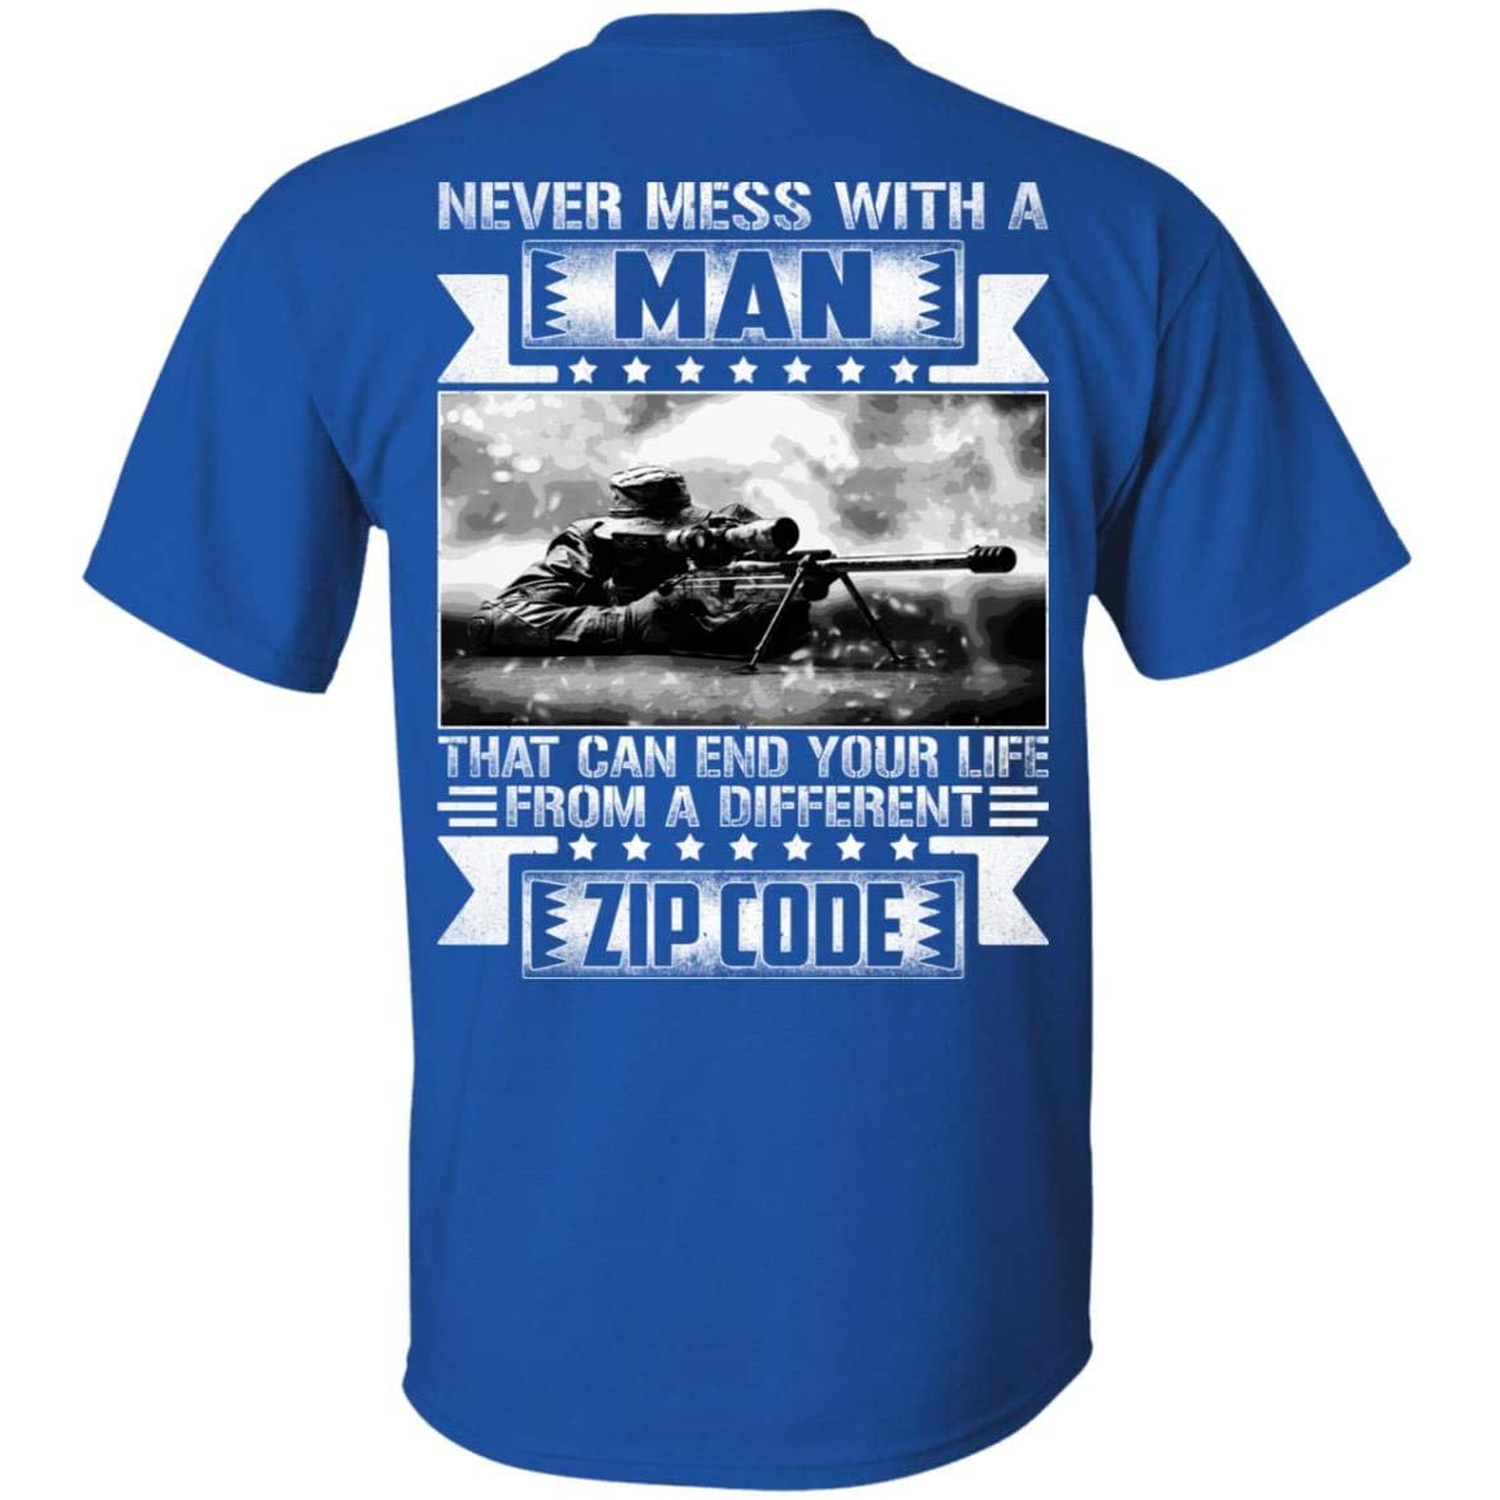 NEVER MESS WITH A
MAN
THAT CAN END YOUR LIFE
FROM A DIFFERENT
ZIP CODE